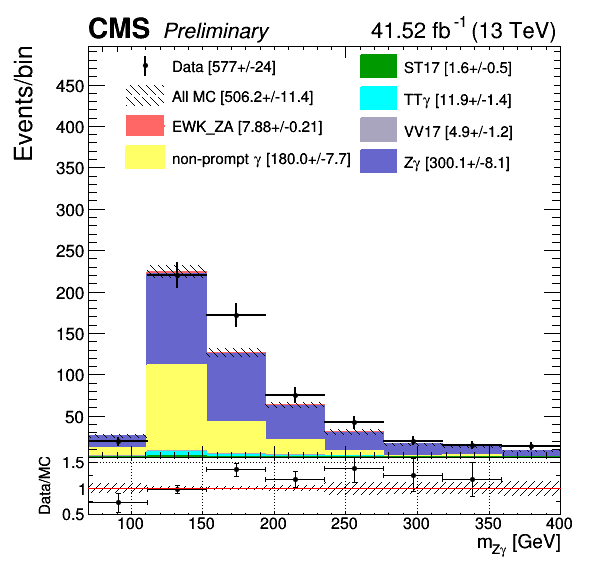 CMS Preliminary 41.52 fb⁻¹ (13 TeV)
Events/bin
450
400
350
300
250
200
150
100
50
Data [577+/-24]
All MC [506.2+/-11.4]
EWK_ZA [7.88+/-0.21]
non-prompt γ [180.0+/-7.7]
ST17 [1.6+/-0.5]
TTγ [11.9+/-1.4]
VV17 [4.9+/-1.2]
Zγ [300.1+/-8.1]
Data/MC
1.5
1
0.5
100 150 200 250 300 350 400
m_Zγ [GeV]